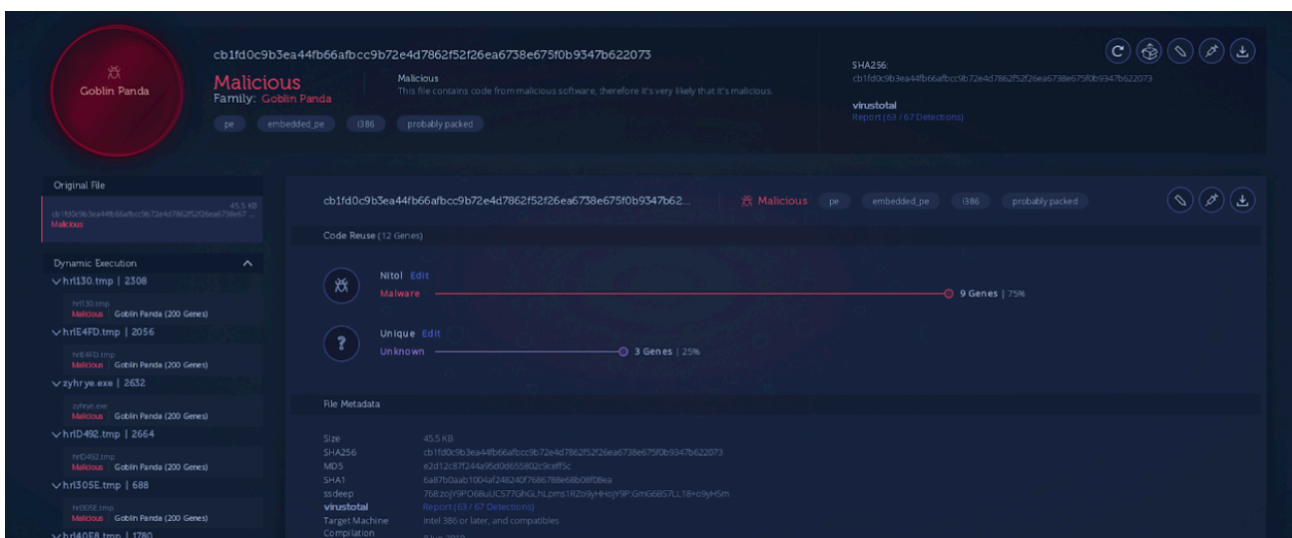 Goblin Panda
cb1fd0c9b3ea44fb66afbcc9b72e4d7862f52f26ea6738e675f0b9347b622073
Malicious
Family: Goblin Panda
Malicious
This file contains code from malicious software, therefore it's very likely that it's malicious.
pe embedded_pe i386 probably packed
SHA256:
cb1fd0c9b3ea44fb66afbcc9b72e4d7862f52f26ea6738e675f0b9347b622073
virustotal
Report (63 / 67 Detections)
Original File
45.5 KB
cb1fd0c9b3ea44fb66afbcc9b72e4d7862f52f26ea6738e67 ...
Malicious
Dynamic Execution
hrl130.tmp | 2308
hrl130.tmp
Malicious Goblin Panda (200 Genes)
hrlE4FD.tmp | 2056
hrlE4FD.tmp
Malicious Goblin Panda (200 Genes)
zyhrye.exe | 2632
zyhrye.exe
Malicious Goblin Panda (200 Genes)
hrlD492.tmp | 2664
hrlD492.tmp
Malicious Goblin Panda (200 Genes)
hrl305E.tmp | 688
hrl305E.tmp
Malicious Goblin Panda (200 Genes)
hrl40F8.tmp | 1780
cb1fd0c9b3ea44fb66afbcc9b72e4d7862f52f26ea6738e675f0b9347b62...
Malicious pe embedded_pe i386 probably packed
Code Reuse (12 Genes)
Nitol Edit
Malware 9 Genes | 75%
?
Unique Edit
Unknown 3 Genes | 25%
File Metadata
Size 45.5 KB
SHA256 cb1fd0c9b3ea44fb66afbcc9b72e4d7862f52f26ea6738e675f0b9347b622073
MD5 e2d12c87f244a95d0d655802c9ceff5c
SHA1
ssdeep
virustotal Report (63 / 67 Detections)
Target Machine Intel 386 or later, and compatibles
Compilation